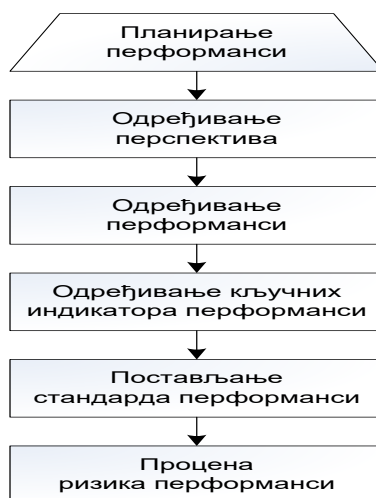 Планирање
перформанси
Одређивање
перспектива
Одређивање
перформанси
Одређивање кључних
индикатора перформанси
Постављање
стандарда перформанси
Процена
ризика перформанси